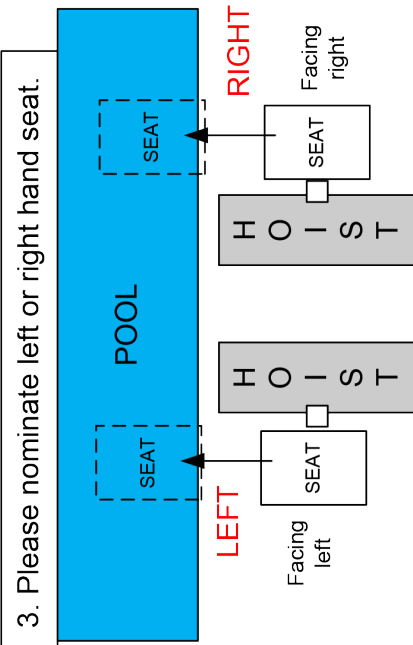 3. Please nominate left or right hand seat.
SEAT
POOL
SEAT
LEFT
RIGHT
SEAT
HOIST
HOIST
SEAT
Facing
left
Facing
right